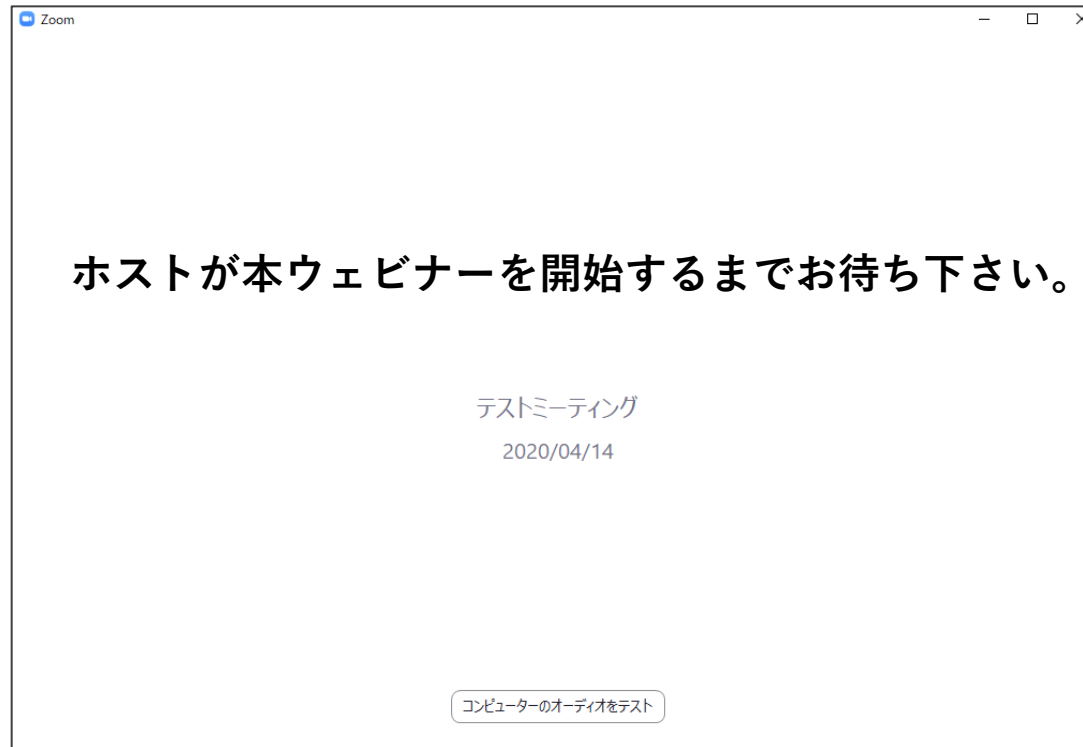 Zoom
ホストが本ウェビナーを開始するまでお待ち下さい。
テストミーティング
2020/04/14
コンピューターのオーディオをテスト